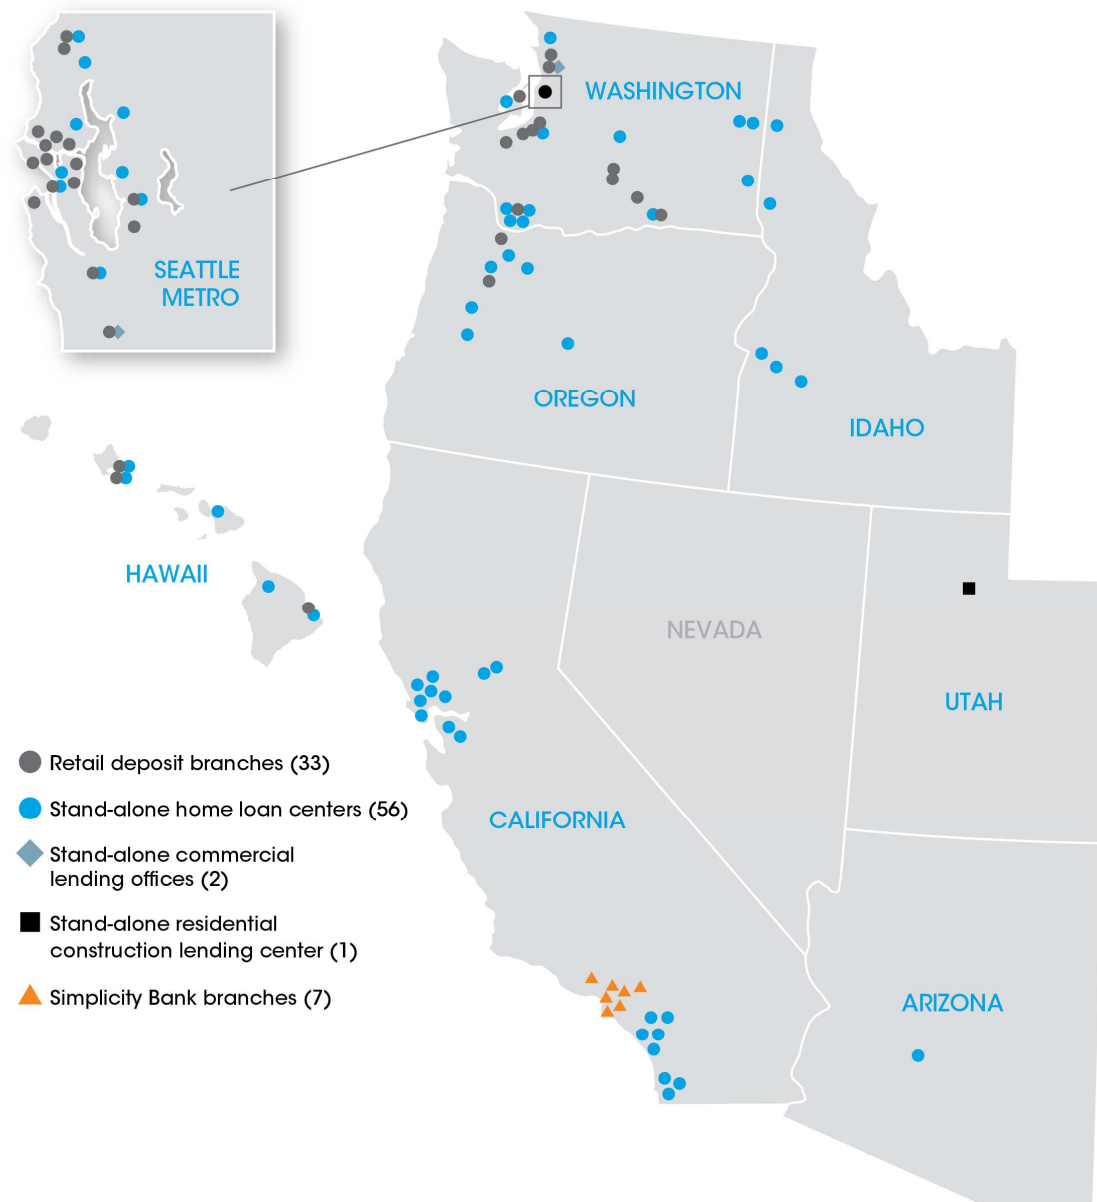 WASHINGTON
SEATTLE
METRO
OREGON
IDAHO
HAWAII
NEVADA
UTAH
CALIFORNIA
ARIZONA
Retail deposit branches (33)
Stand-alone home loan centers (56)
Stand-alone commercial
lending offices (2)
Stand-alone residential
construction lending center (1)
Simplicity Bank branches (7)